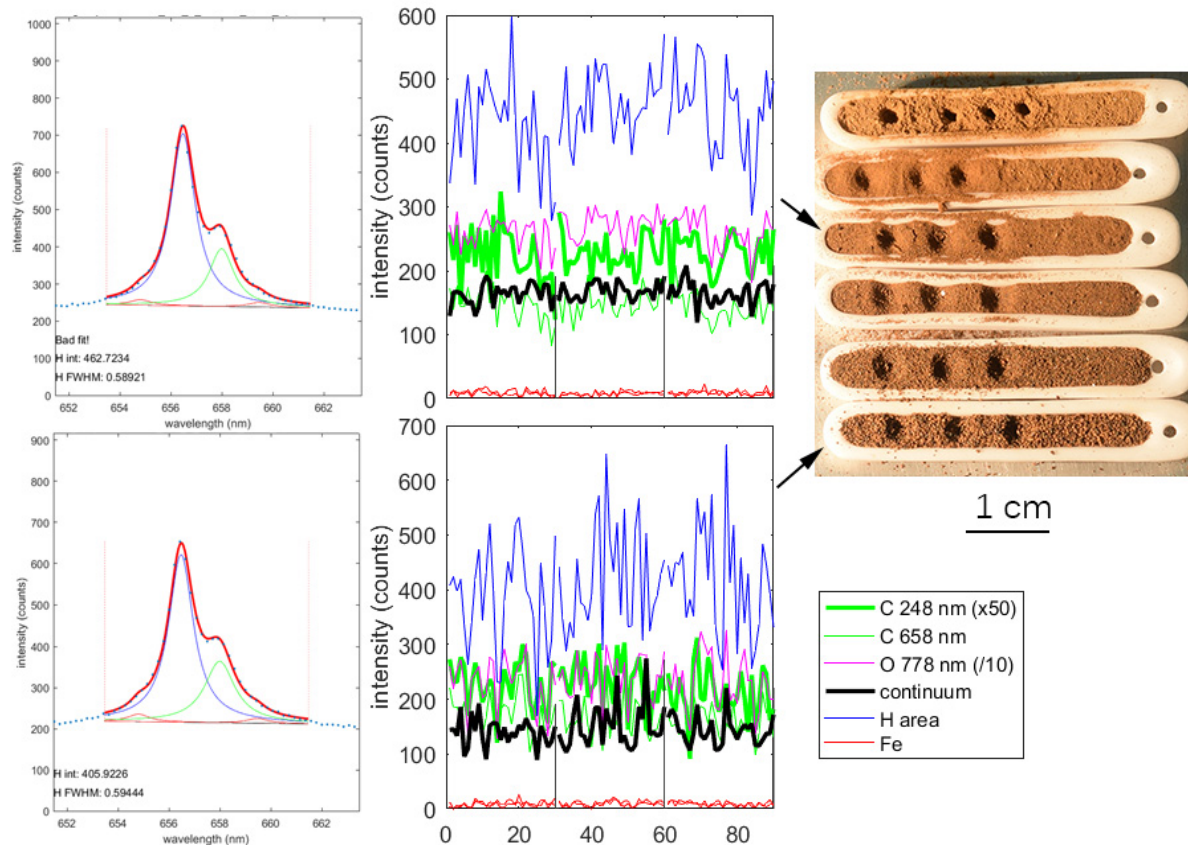 1000
900
800
700
600
500
400
300
200
100
0
intensity (counts)
Bad fit!
H int: 462.7234
H FWHM: 0.58921
652 654 656 658 660 662
wavelength (nm)
900
800
700
600
500
400
300
200
100
0
intensity (counts)
H int: 405.9226
H FWHM: 0.59444
652 654 656 658 660 662
wavelength (nm)
600
500
400
300
200
100
0
intensity (counts)
700
600
500
400
300
200
100
0
intensity (counts)
0 20 40 60 80
1 cm
C 248 nm (x50)
C 658 nm
O 778 nm (/10)
continuum
H area
Fe